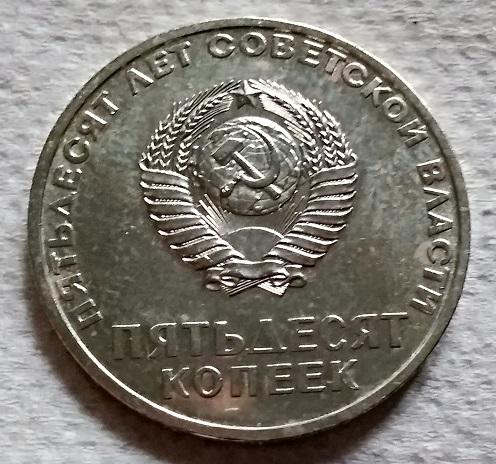 ПЯТЬДЕСЯТ ЛЕТ СОВЕТСКОЙ ВЛАСТИ
ПЯТЬДЕСЯТ
КОПЕЕК